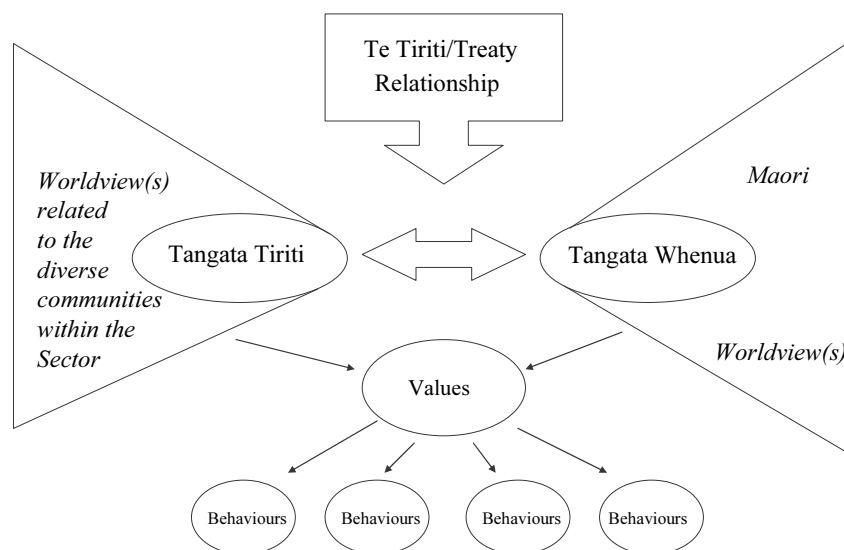 Te Tiriti/Treaty
Relationship
Worldview(s)
related
to the
diverse
communities
within the
Sector
Tangata Tiriti
Maori
Tangata Whenua
Worldview(s)
Values
Behaviours
Behaviours
Behaviours
Behaviours